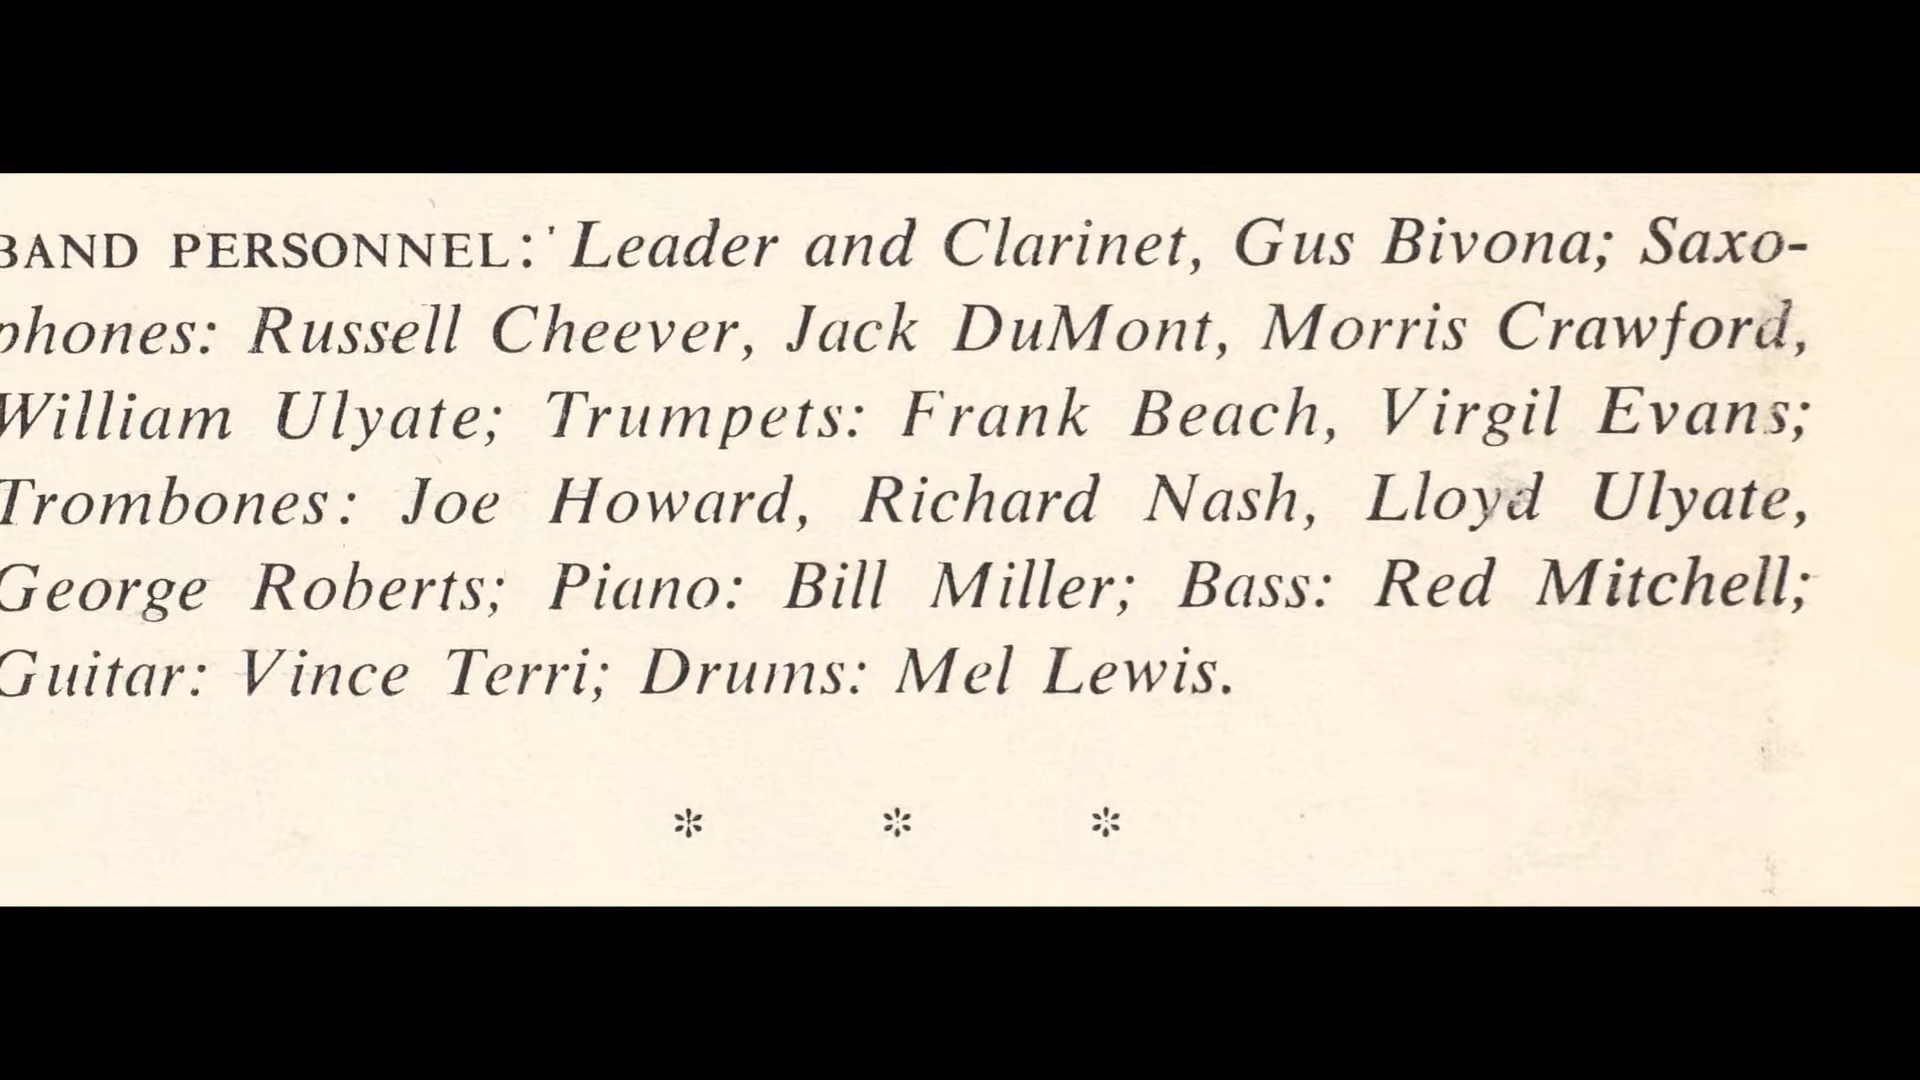 BAND PERSONNEL: Leader and Clarinet, Gus Bivona; Saxo-
phones: Russell Cheever, Jack DuMont, Morris Crawford,
William Ulyate; Trumpets: Frank Beach, Virgil Evans;
Trombones: Joe Howard, Richard Nash, Lloyd Ulyate,
George Roberts; Piano: Bill Miller; Bass: Red Mitchell;
Guitar: Vince Terri; Drums: Mel Lewis.
* * *